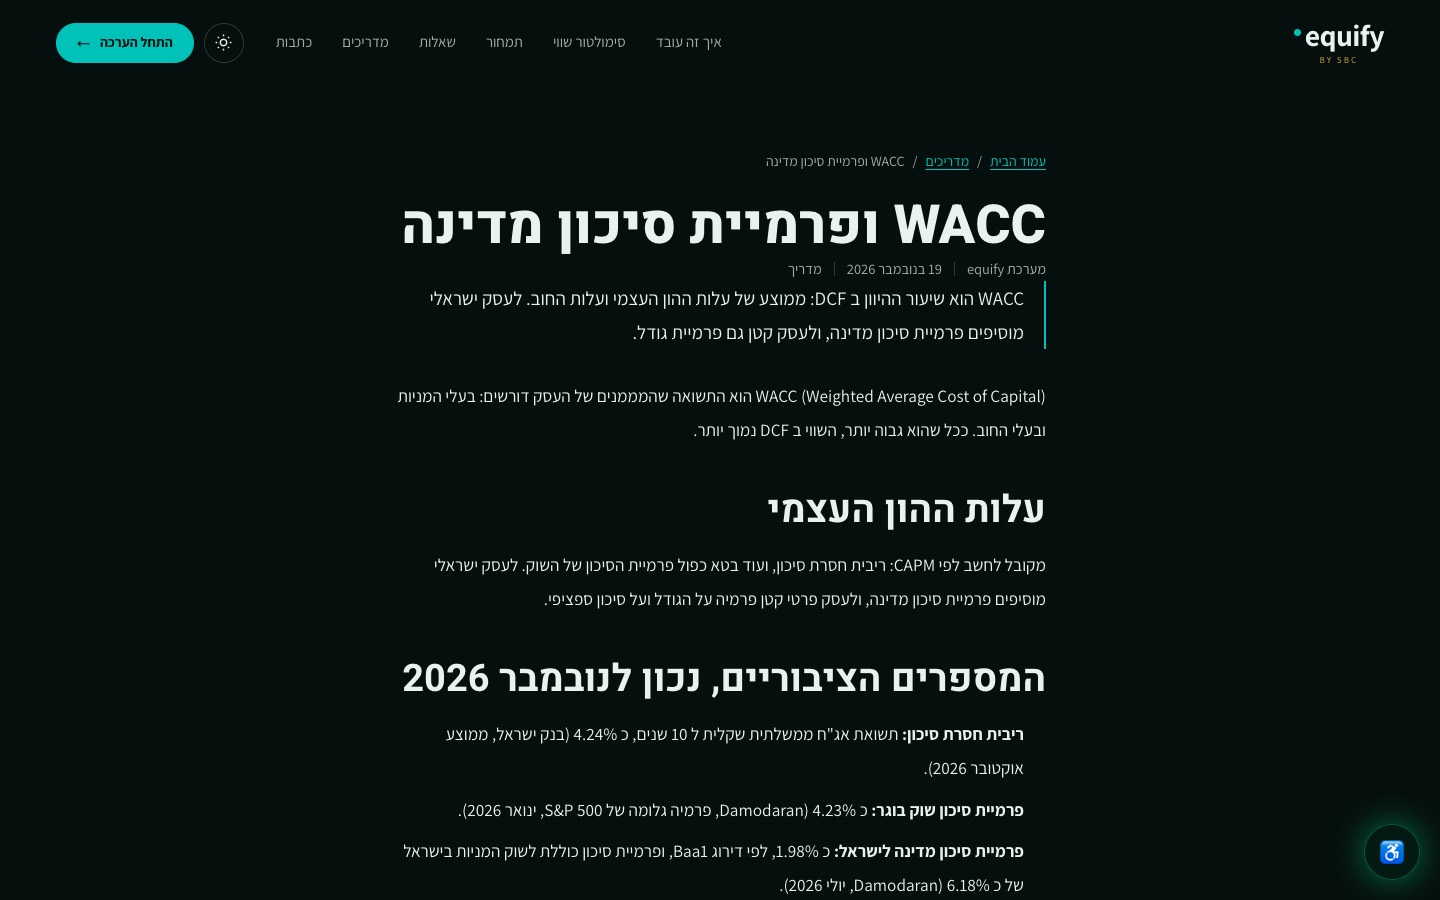 equify
BY SBC
איך זה עובד
סימולטור שווי
תמחור
שאלות
מדריכים
כתבות
התחל הערכה ←
עמוד הבית / מדריכים / WACC ופרמיית סיכון מדינה
WACC ופרמיית סיכון מדינה
מערכת equify | 19 בנובמבר 2026 | מדריך
WACC הוא שיעור ההיוון ב DCF: ממוצע של עלות ההון העצמי ועלות החוב. לעסק ישראלי
מוסיפים פרמיית סיכון מדינה, ולעסק קטן גם פרמיית גודל.
WACC (Weighted Average Cost of Capital) הוא התשואה שהמממנים של העסק דורשים: בעלי המניות
ובעלי החוב. ככל שהוא גבוה יותר, השווי ב DCF נמוך יותר.
עלות ההון העצמי
מקובל לחשב לפי CAPM: ריבית חסרת סיכון, ועוד בטא כפול פרמיית הסיכון של השוק. לעסק ישראלי
מוסיפים פרמיית סיכון מדינה, ולעסק פרטי קטן פרמיה על הגודל ועל סיכון ספציפי.
המספרים הציבוריים, נכון לנובמבר 2026
ריבית חסרת סיכון: תשואת אג"ח ממשלתית שקלית ל 10 שנים, כ 4.24% (בנק ישראל, ממוצע
אוקטובר 2026).
פרמיית סיכון שוק בוגר: כ 4.23% (Damodaran, פרמיה גלומה של S&P 500, ינואר 2026).
פרמיית סיכון מדינה לישראל: כ 1.98%, לפי דירוג Baa1, ופרמיית סיכון כוללת לשוק המניות בישראל
של כ 6.18% (Damodaran, יולי 2026).